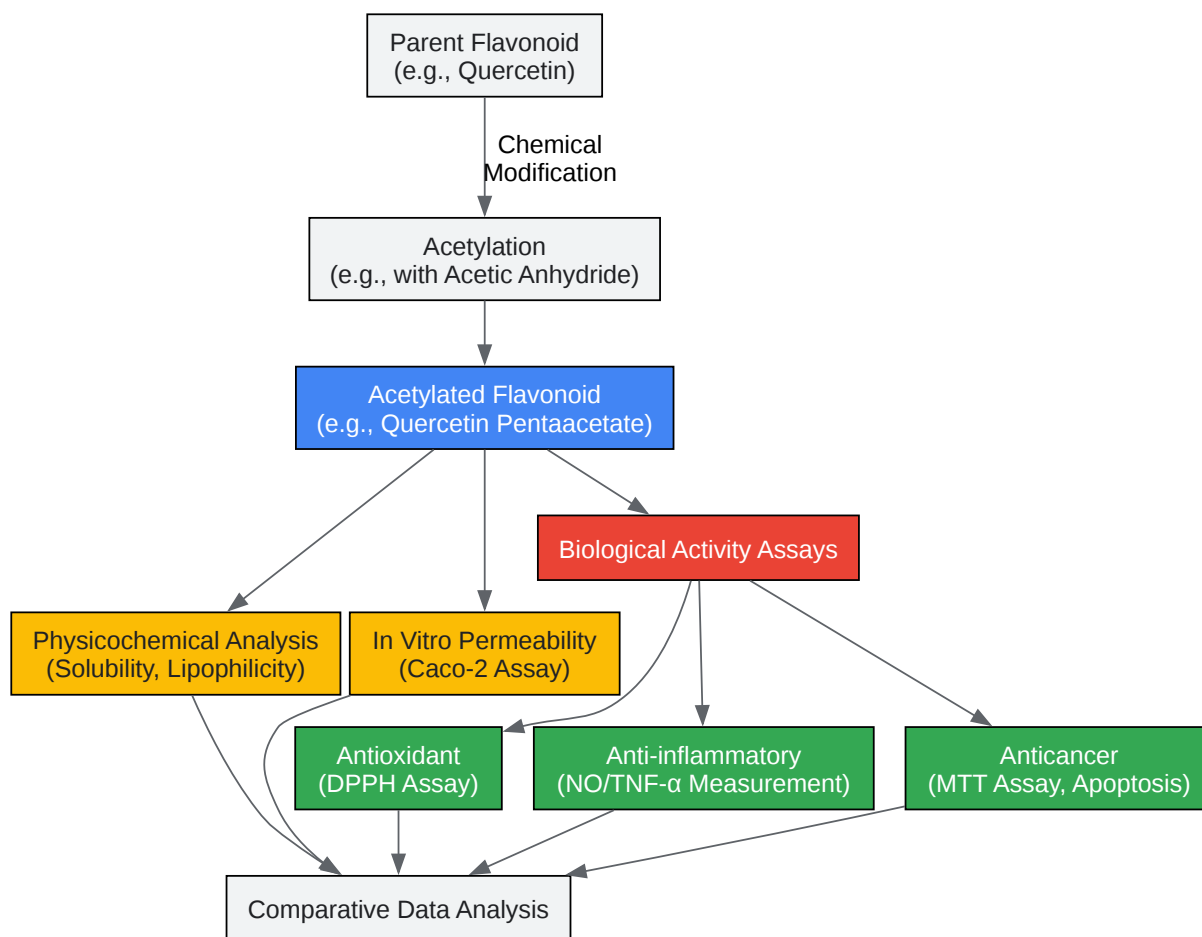 Parent Flavonoid
(e.g., Quercetin)
Chemical
Modification
Acetylation
(e.g., with Acetic Anhydride)
Acetylated Flavonoid
(e.g., Quercetin Pentaacetate)
Biological Activity Assays
Physicochemical Analysis
(Solubility, Lipophilicity)
In Vitro Permeability
(Caco-2 Assay)
Antioxidant
(DPPH Assay)
Anti-inflammatory
(NO/TNF-α Measurement)
Anticancer
(MTT Assay, Apoptosis)
Comparative Data Analysis